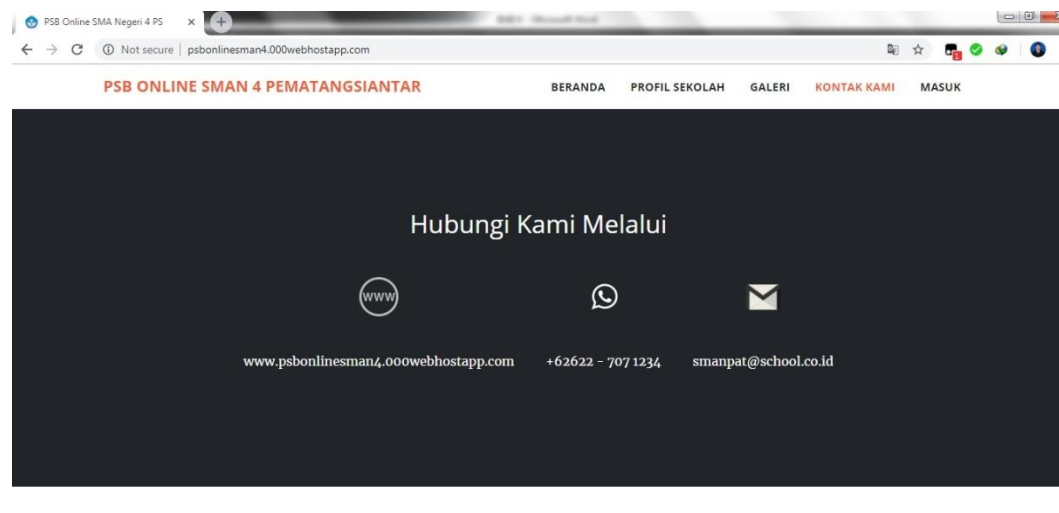 PSB Online SMA Negeri 4 PS
Not secure | psbonlinesman4.000webhostapp.com
PSB ONLINE SMAN 4 PEMATANGSIANTAR BERANDA PROFIL SEKOLAH GALERI KONTAK KAMI MASUK
Hubungi Kami Melalui
www
www.psbonlinesman4.000webhostapp.com +62622 - 707 1234 smanpat@school.co.id